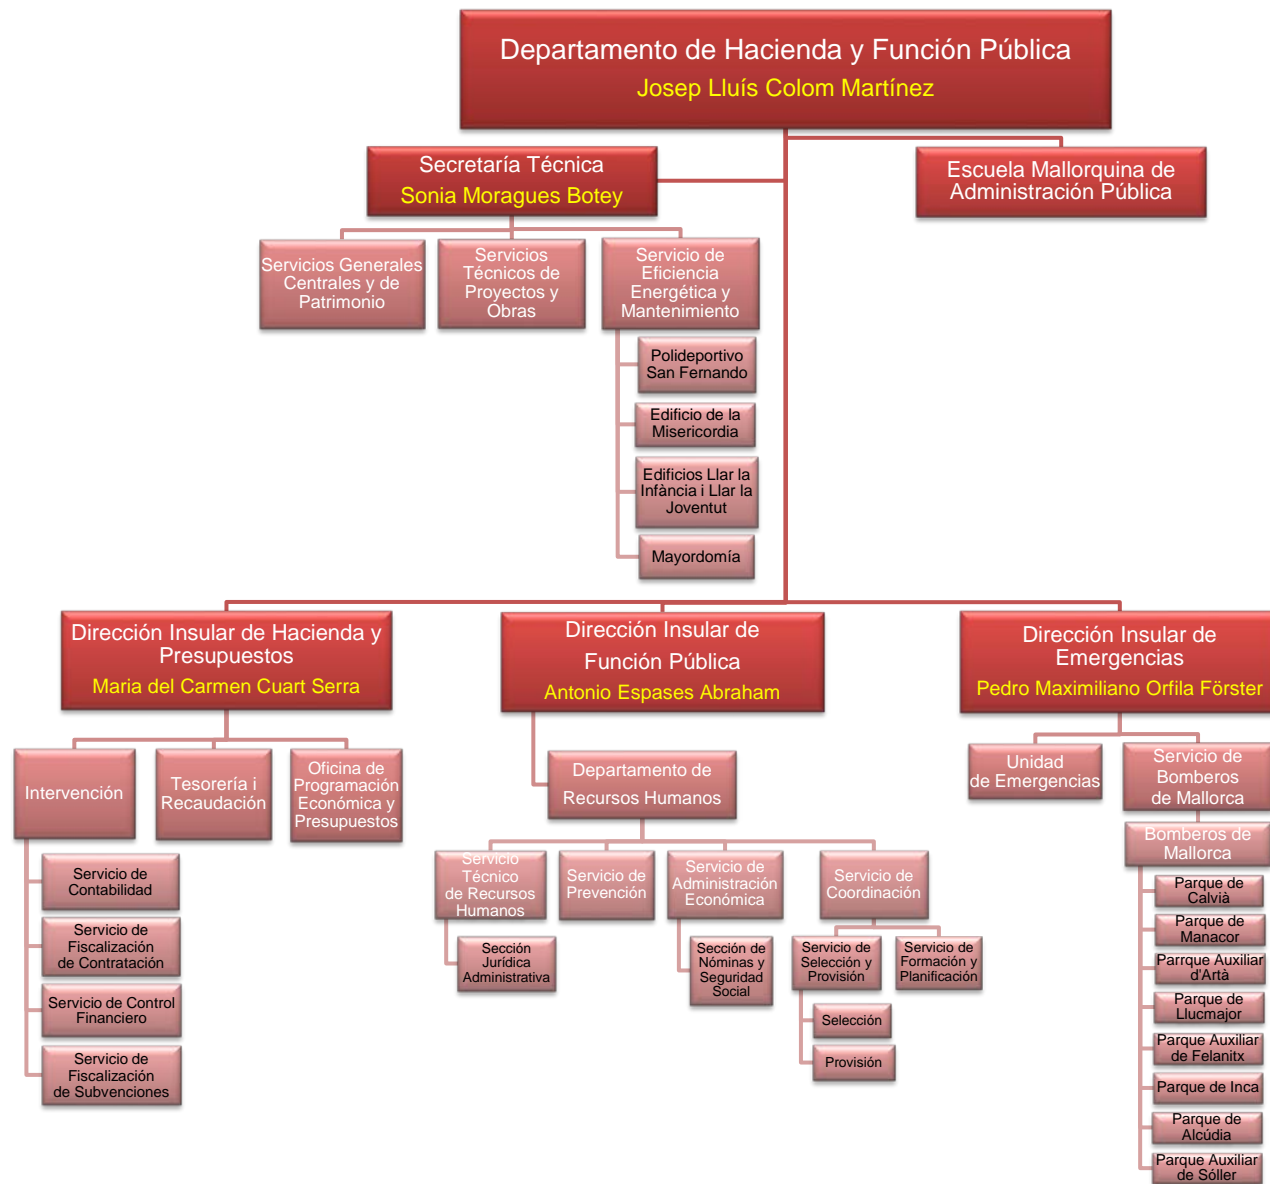 Departamento de Hacienda y Función Pública
Josep Lluís Colom Martínez
Secretaría Técnica
Sonia Moragues Botey
Escuela Mallorquina de
Administración Pública
Servicios Generales
Centrales y de
Patrimonio
Servicios
Técnicos de
Proyectos y
Obras
Servicio de
Eficiencia
Energética y
Mantenimiento
Polideportivo
San Fernando
Edificio de la
Misericordia
Edificios Llar la
Infància i Llar la
Joventut
Mayordomía
Dirección Insular de Hacienda y
Presupuestos
Maria del Carmen Cuart Serra
Dirección Insular de
Función Pública
Antonio Espases Abraham
Dirección Insular de
Emergencias
Pedro Maximiliano Orfila Förster
Intervención
Tesorería i
Recaudación
Oficina de
Programación
Económica y
Presupuestos
Servicio de
Contabilidad
Servicio de
Fiscalización
de Contratación
Servicio de Control
Financiero
Servicio de
Fiscalización
de Subvenciones
Departamento de
Recursos Humanos
Servicio
Técnico
de Recursos
Humanos
Servicio de
Prevención
Servicio de
Administración
Económica
Servicio de
Coordinación
Sección
Jurídica
Administrativa
Sección de
Nóminas y
Seguridad
Social
Servicio de
Selección y
Provisión
Servicio de
Formación y
Planificación
Selección
Provisión
Unidad
de Emergencias
Servicio de
Bomberos
de Mallorca
Bomberos de
Mallorca
Parque de
Calvià
Parque de
Manacor
Parrque Auxiliar
d'Artà
Parque de
Llucmajor
Parque Auxiliar
de Felanitx
Parque de Inca
Parque de
Alcúdia
Parque Auxiliar
de Sóller